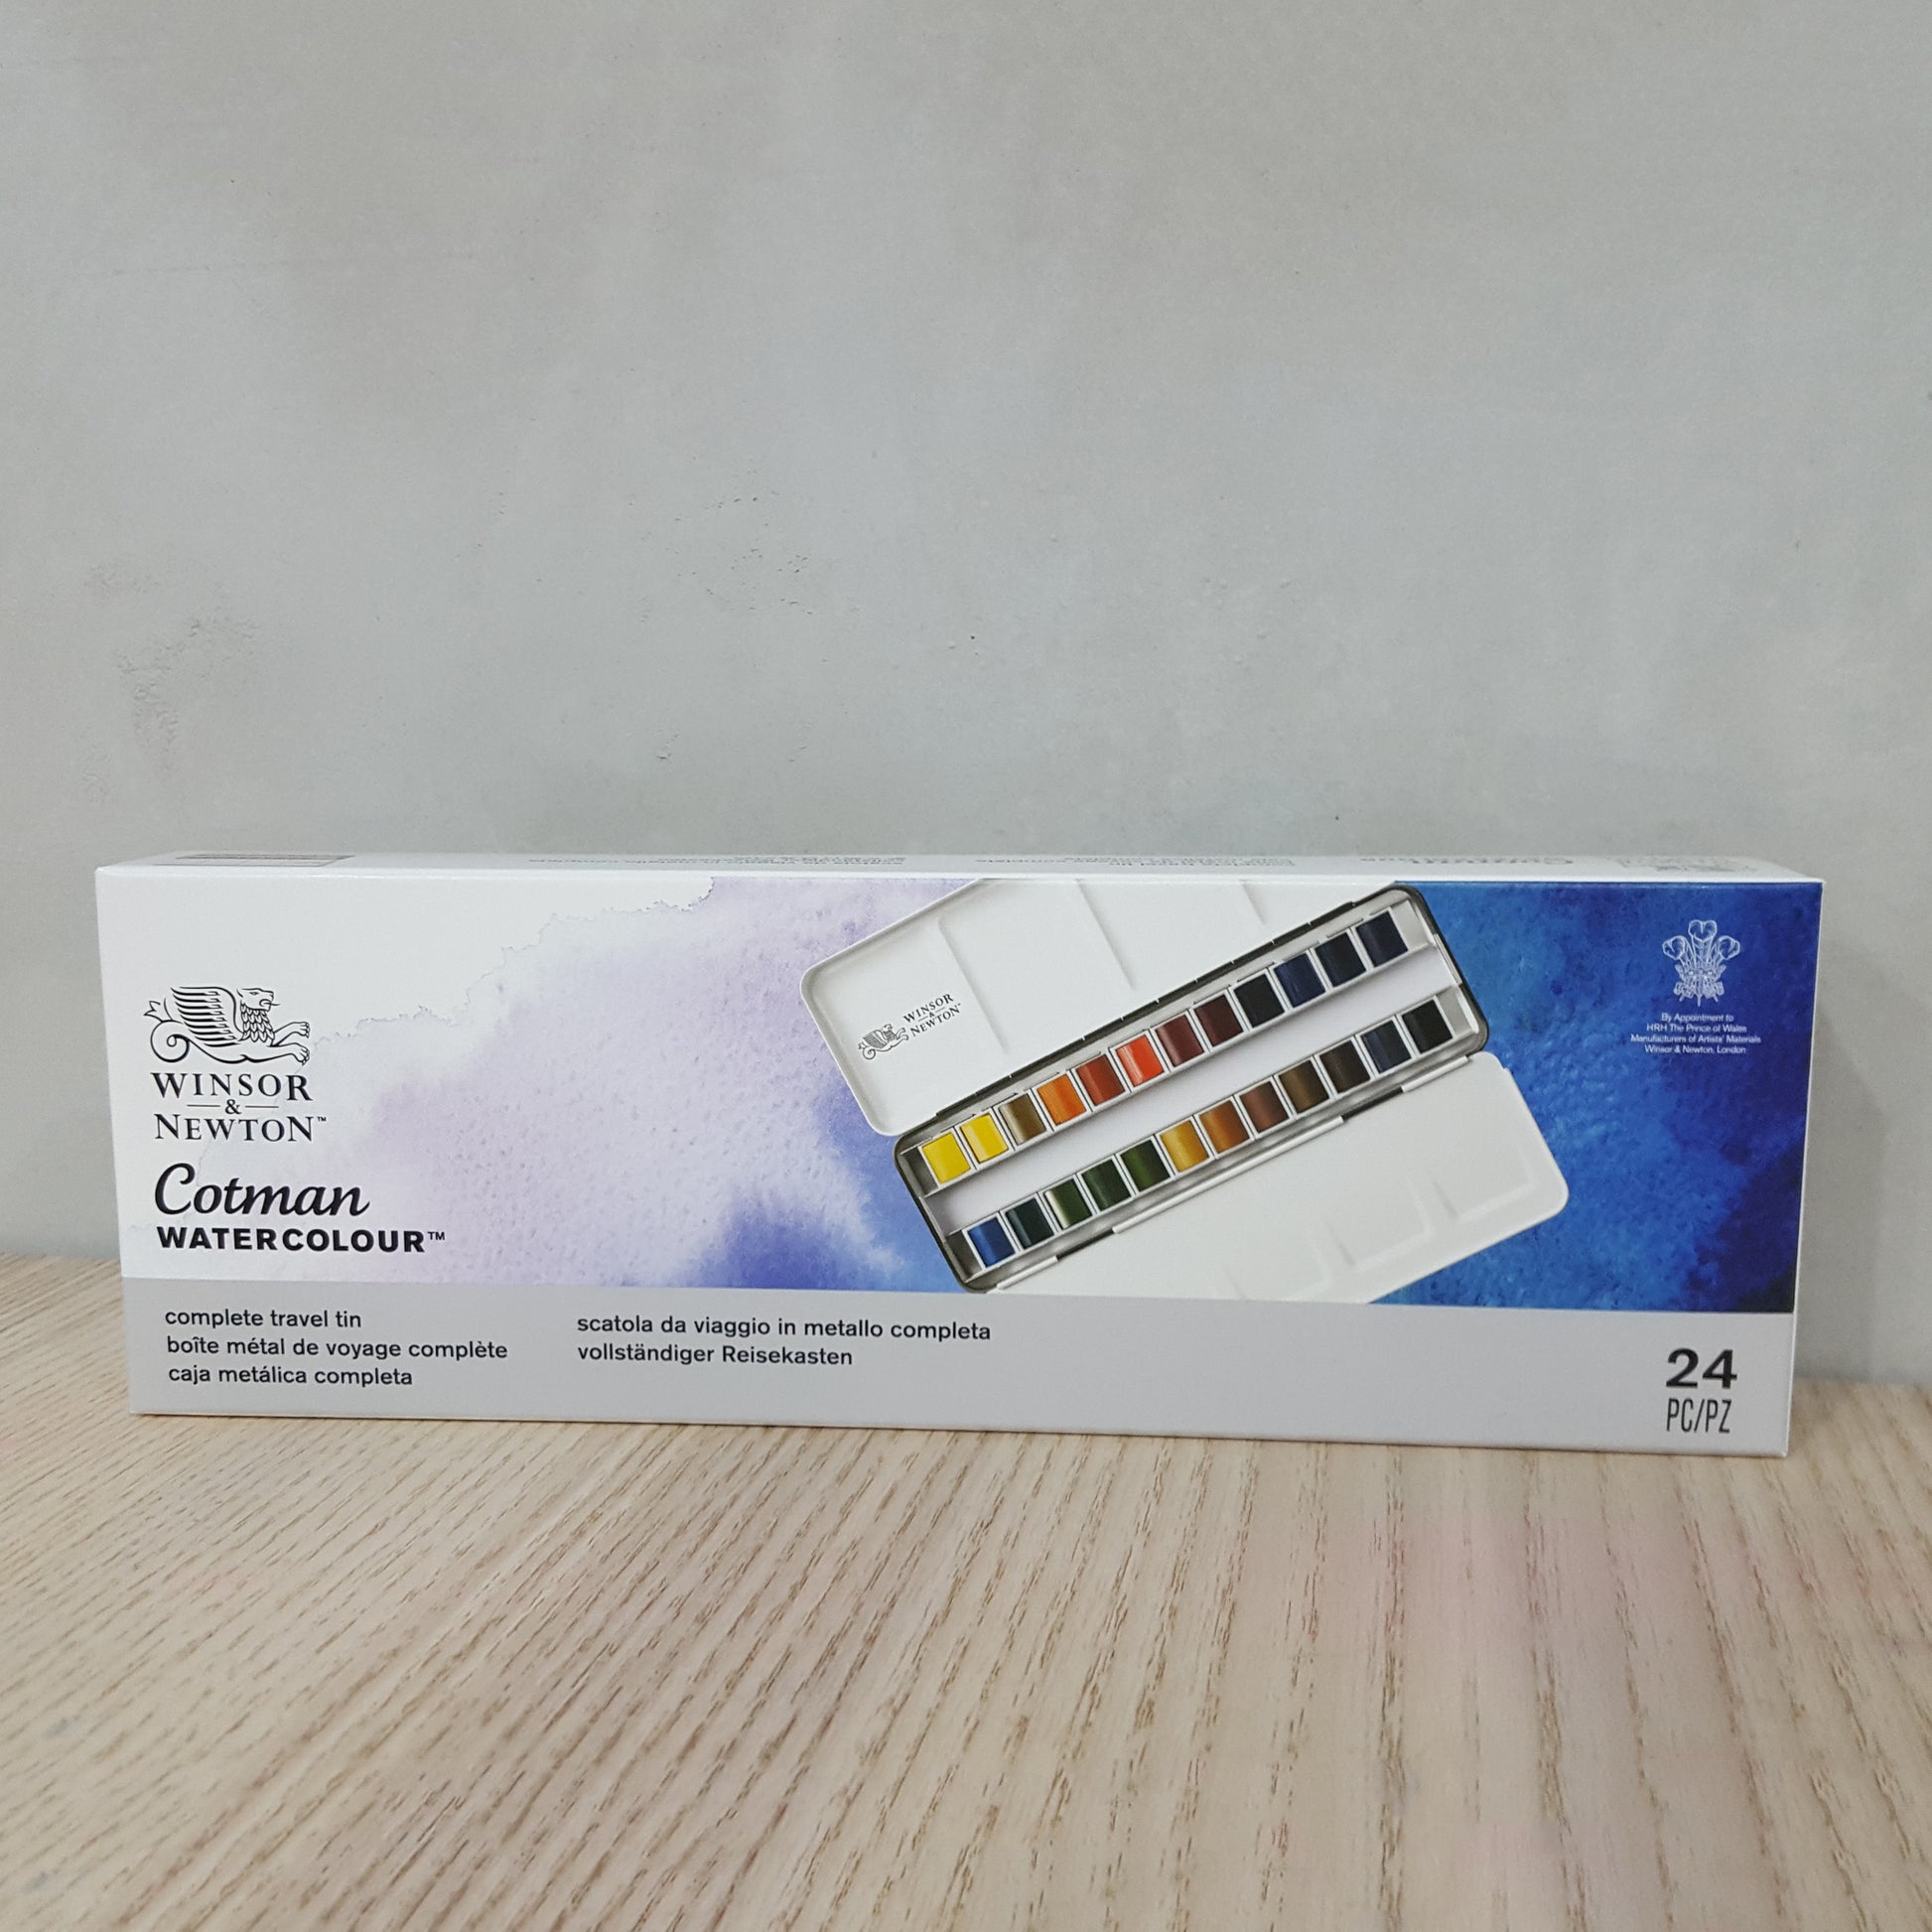 WINSOR
&
NEWTON™
Cotman
WATERCOLOUR™
WINSOR
&
NEWTON™
By Appointment to
HRH The Prince of Wales
Manufacturers of Artists' Materials
Winsor & Newton, London
complete travel tin
boîte métal de voyage complète
caja metálica completa
scatola da viaggio in metallo completa
vollständiger Reisekasten
24
PC/PZ